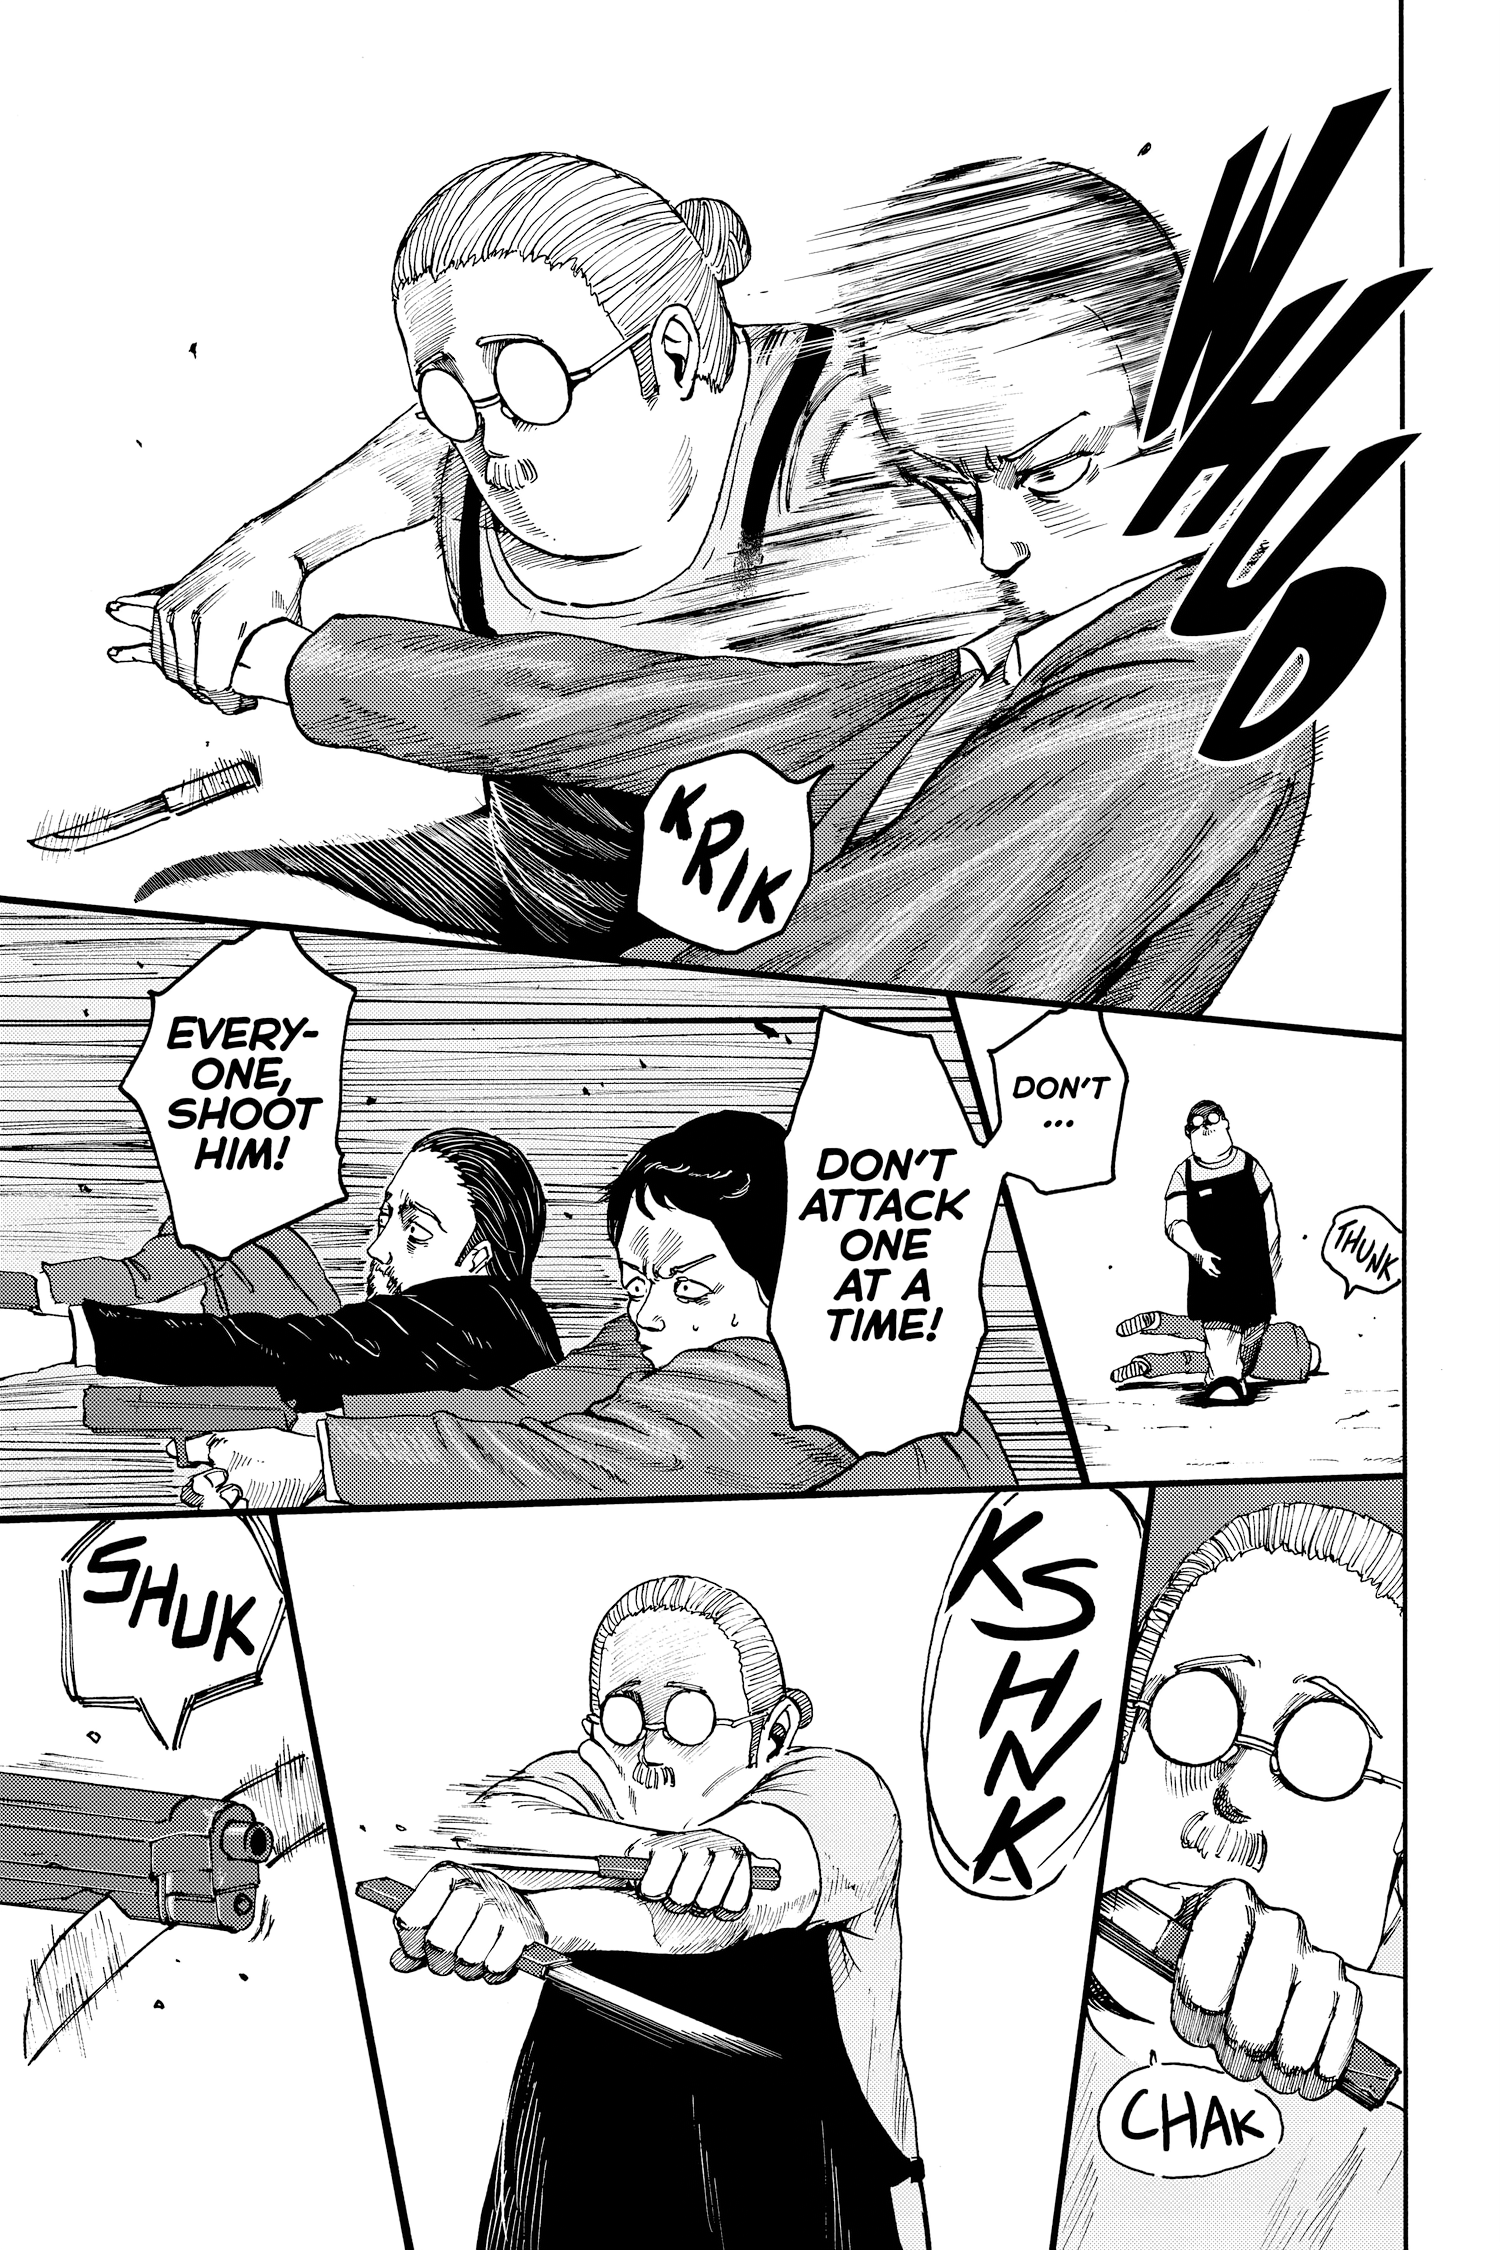 WHUD
KRIK
DON'T
...
THUNK
DON'T
ATTACK
ONE
AT A
TIME!
EVERY-
ONE,
SHOOT
HIM!
CHAK
KSHNK
SHUK